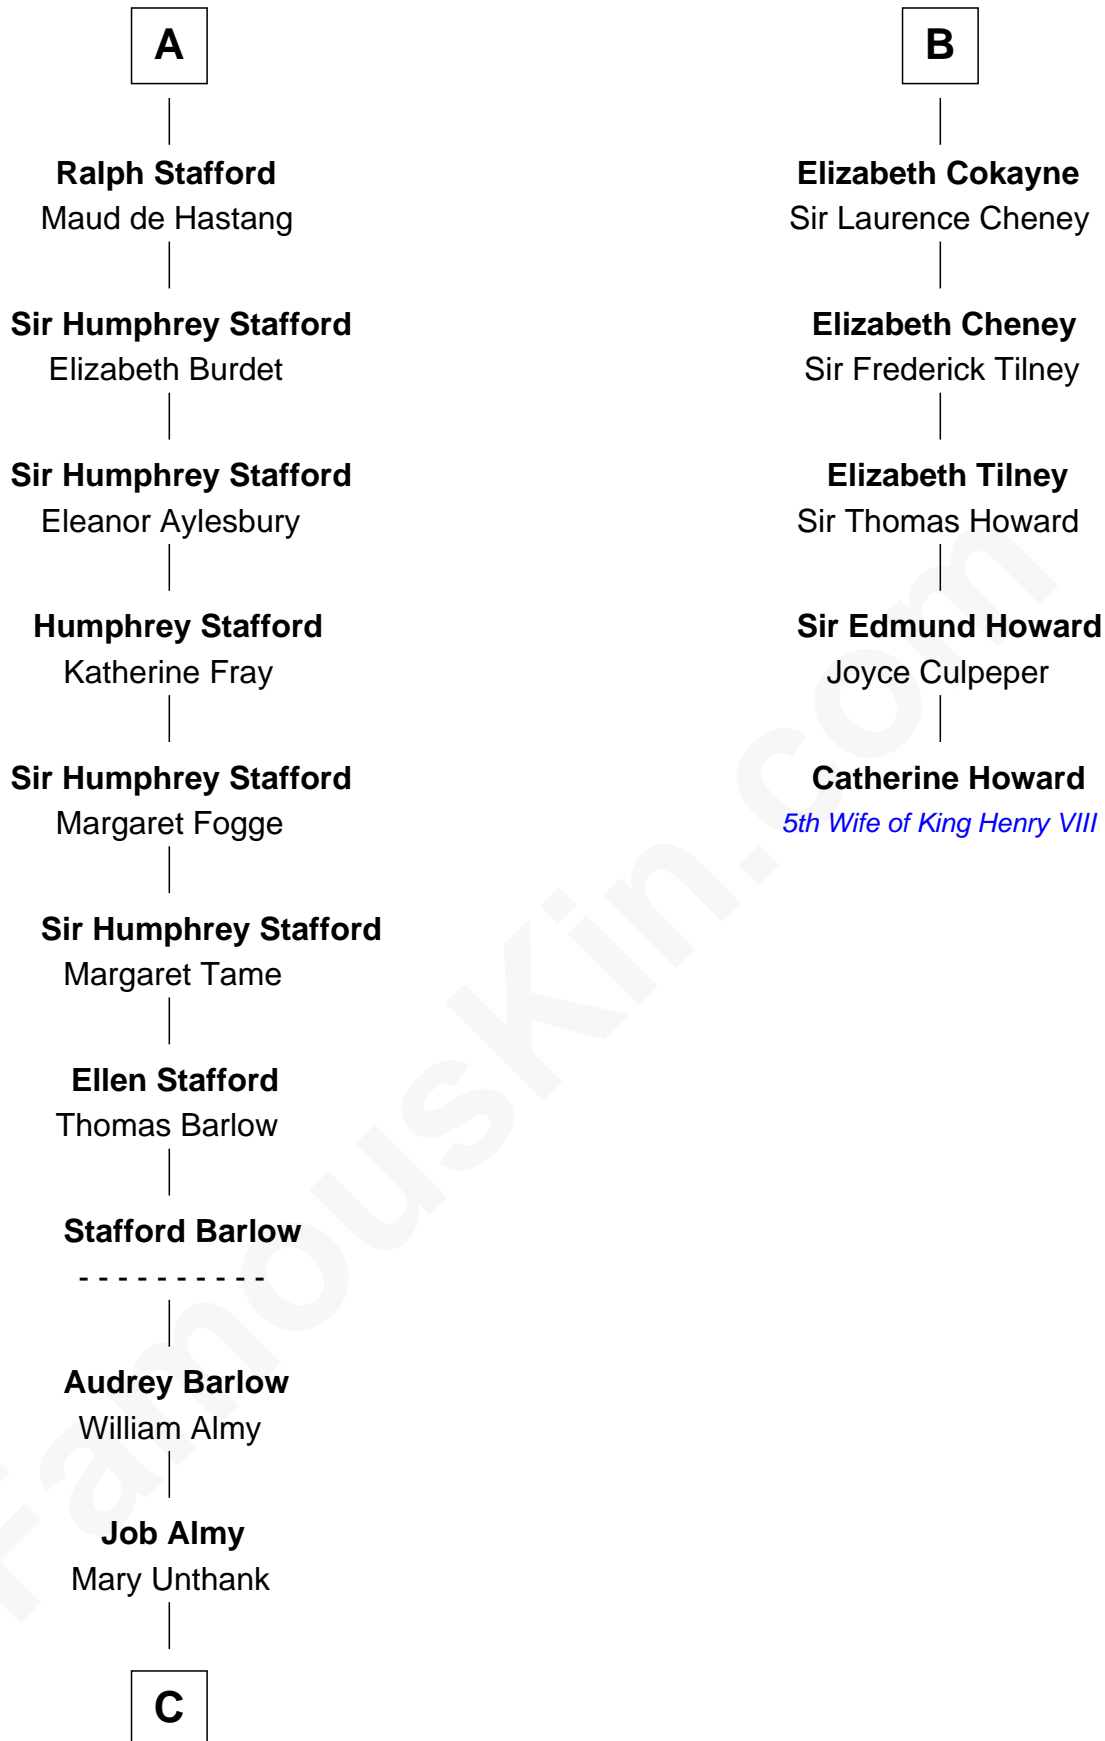 A
Ralph Stafford
Maud de Hastang
Sir Humphrey Stafford
Elizabeth Burdet
Sir Humphrey Stafford
Eleanor Aylesbury
Humphrey Stafford
Katherine Fray
Sir Humphrey Stafford
Margaret Fogge
Sir Humphrey Stafford
Margaret Tame
Ellen Stafford
Thomas Barlow
Stafford Barlow
- - - - - - - - - -
Audrey Barlow
William Almy
Job Almy
Mary Unthank
C
B
Elizabeth Cokayne
Sir Laurence Cheney
Elizabeth Cheney
Sir Frederick Tilney
Elizabeth Tilney
Sir Thomas Howard
Sir Edmund Howard
Joyce Culpeper
Catherine Howard
5th Wife of King Henry VIII
FamousKin.com